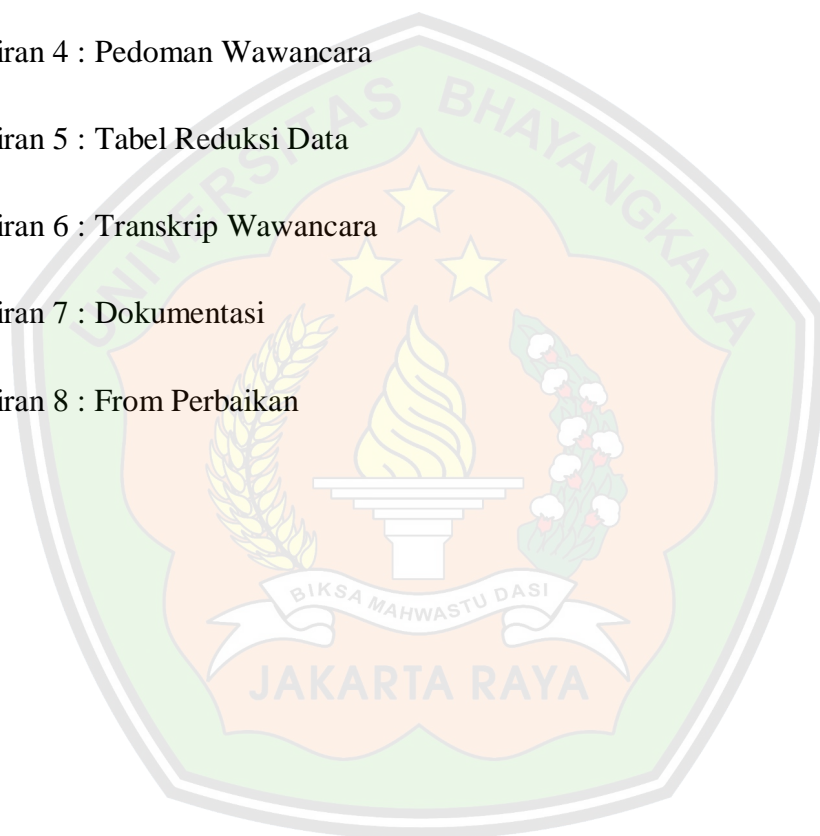 iran 4 : Pedoman Wawancara
iran 5 : Tabel Reduksi Data
iran 6 : Transkrip Wawancara
iran 7 : Dokumentasi
iran 8 : From Perbaikan
UNIVERSITAS BHAYANGKARA
BIKSA MAHWASTU DASI
JAKARTA RAYA